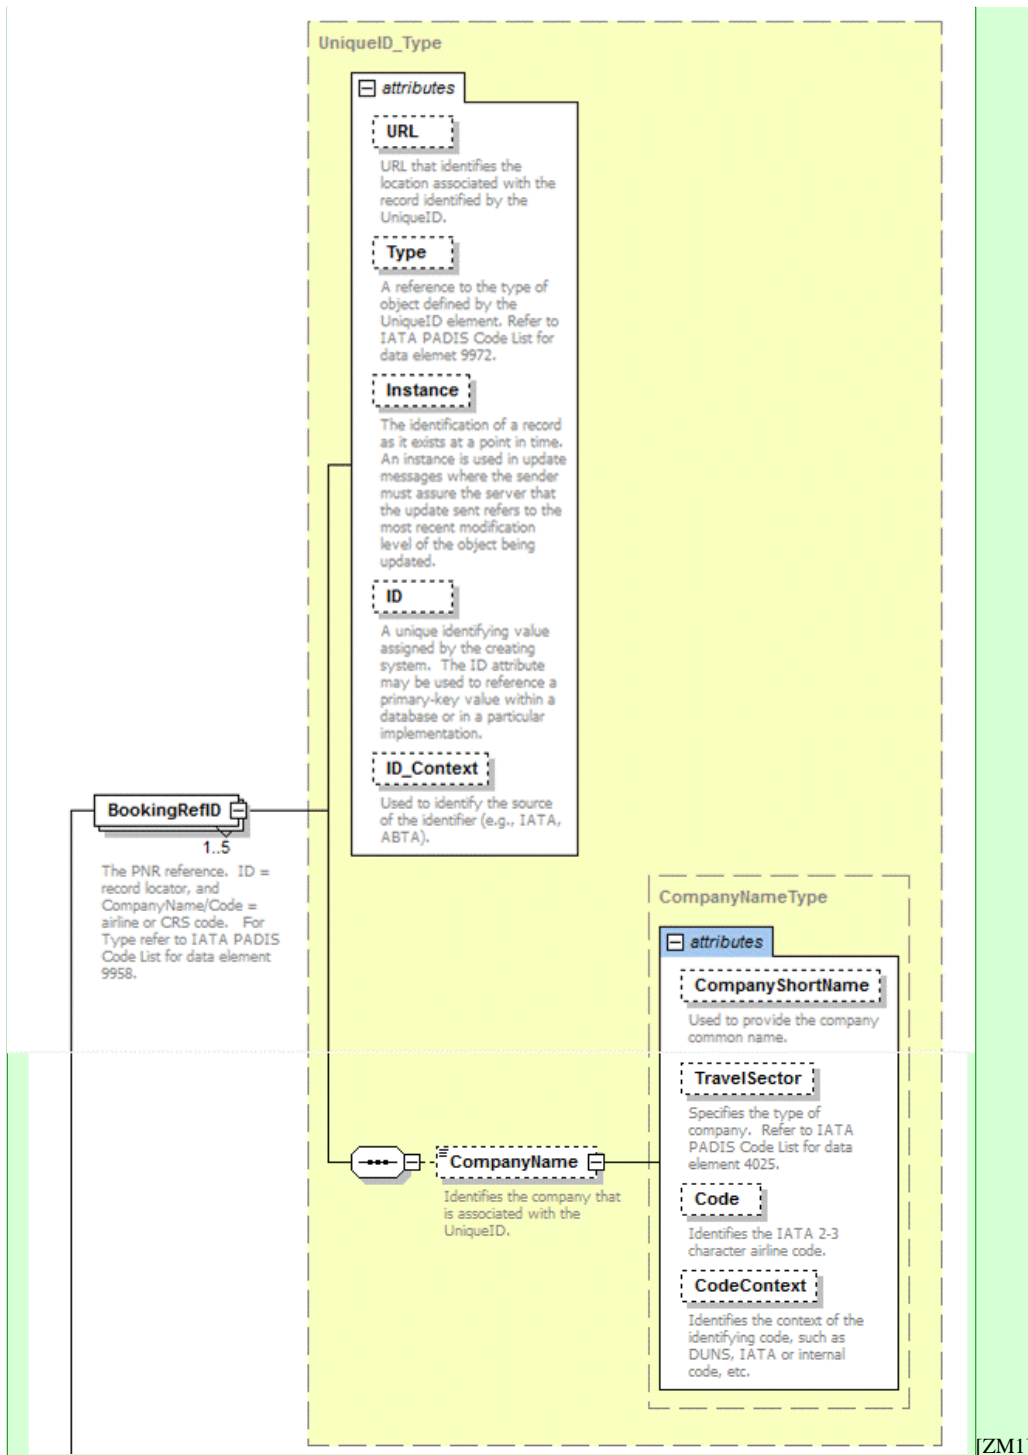 UniqueID_Type
attributes
URL
URL that identifies the
location associated with the
record identified by the
UniqueID.
Type
A reference to the type of
object defined by the
UniqueID element. Refer to
IATA PADIS Code List for
data elemet 9972.
Instance
The identification of a record
as it exists at a point in time.
An instance is used in update
messages where the sender
must assure the server that
the update sent refers to the
most recent modification
level of the object being
updated.
ID
A unique identifying value
assigned by the creating
system. The ID attribute
may be used to reference a
primary-key value within a
database or in a particular
implementation.
ID_Context
Used to identify the source
of the identifier (e.g., IATA,
ABTA).
BookingRefID
1..5
The PNR reference. ID =
record locator, and
CompanyName/Code =
airline or CRS code. For
Type refer to IATA PADIS
Code List for data element
9958.
CompanyNameType
attributes
CompanyShortName
Used to provide the company
common name.
TravelSector
Specifies the type of
company. Refer to IATA
PADIS Code List for data
element 4025.
CompanyName
Identifies the company that
is associated with the
UniqueID.
Code
Identifies the IATA 2-3
character airline code.
CodeContext
Identifies the context of the
identifying code, such as
DUNS, IATA or internal
code, etc.